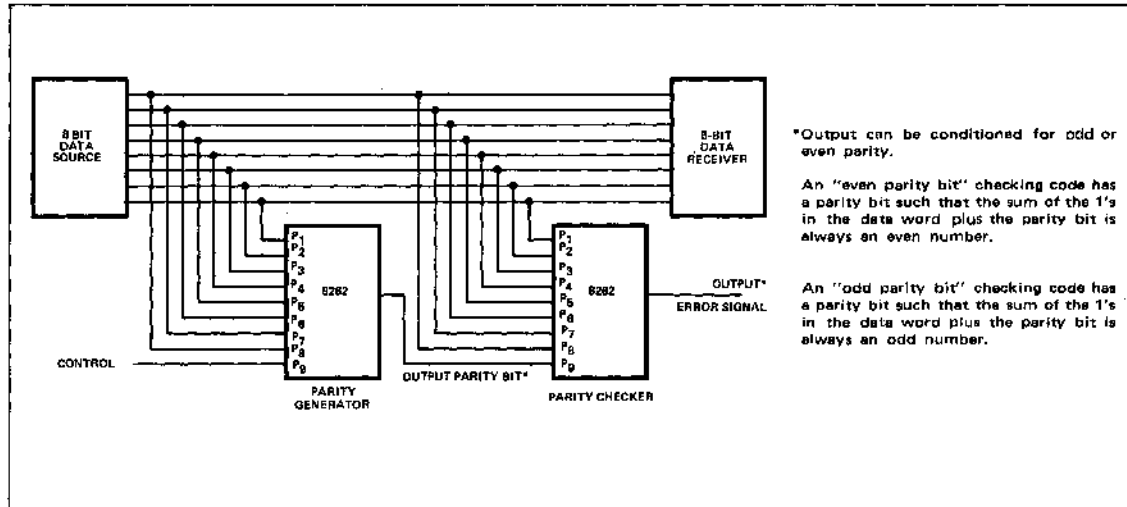 8 BIT
DATA
SOURCE
8-BIT
DATA
RECEIVER
P1
P2
P3
P4
P5
P6
P7
P8
P9
8262
CONTROL
PARITY
GENERATOR
OUTPUT PARITY BIT*
P1
P2
P3
P4
P5
P6
P7
P8
P9
8262
PARITY CHECKER
OUTPUT*
ERROR SIGNAL
*Output can be conditioned for odd or
even parity.
An "even parity bit" checking code has
a parity bit such that the sum of the 1's
in the data word plus the parity bit is
always an even number.
An "odd parity bit" checking code has
a parity bit such that the sum of the 1's
in the data word plus the parity bit is
always an odd number.